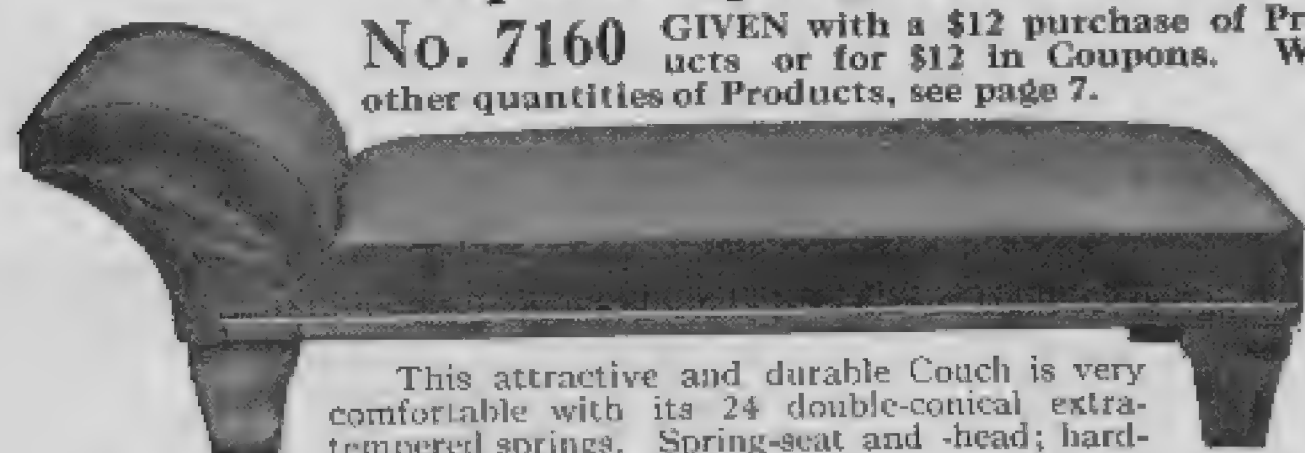 No. 7160 GIVEN with a $12 purchase of Pr
ucts or for $12 in Coupons. W
other quantities of Products, see page 7.
This attractive and durable Couch is very
comfortable with its 24 double-conical extra-
tempered springs. Spring-seat and -head; hard-